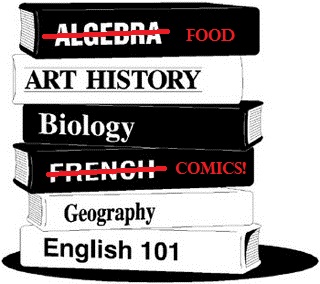 ALGEBRA FOOD
ART HISTORY
Biology
FRENCH COMICS!
Geography
English 101